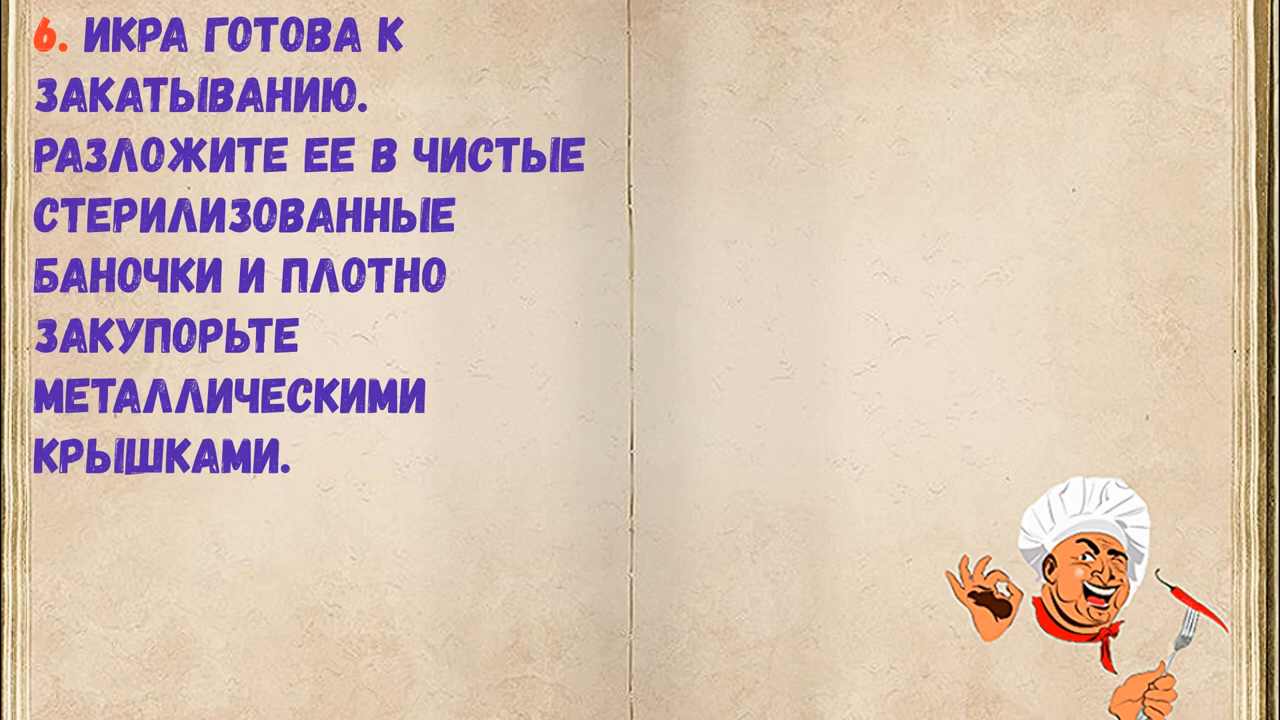 6. ИКРА ГОТОВА К
ЗАКАТЫВАНИЮ.
РАЗЛОЖИТЕ ЕЕ В ЧИСТЫЕ
СТЕРИЛИЗОВАННЫЕ
БАНОЧКИ И ПЛОТНО
ЗАКУПОРЬТЕ
МЕТАЛЛИЧЕСКИМИ
КРЫШКАМИ.